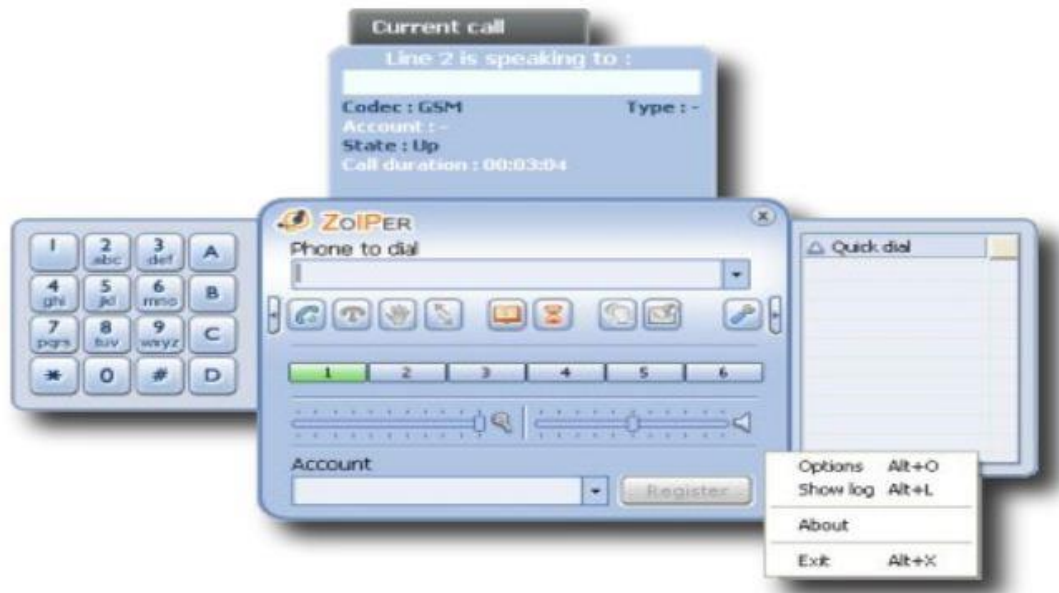 Current call
Line 2 is speaking to :
Codec : GSM Type : -
Account : -
State : Up
Call duration : 00:03:04
ZOIPER
Phone to dial
1 2 abc 3 def A
4 ghi 5 jkl 6 mno B
7 pqrs 8 tuv 9 wxyz C
* 0 # D
Quick dial
1 2 3 4 5 6
Account
Register
Options Alt+O
Show log Alt+L
About
Exit Alt+X